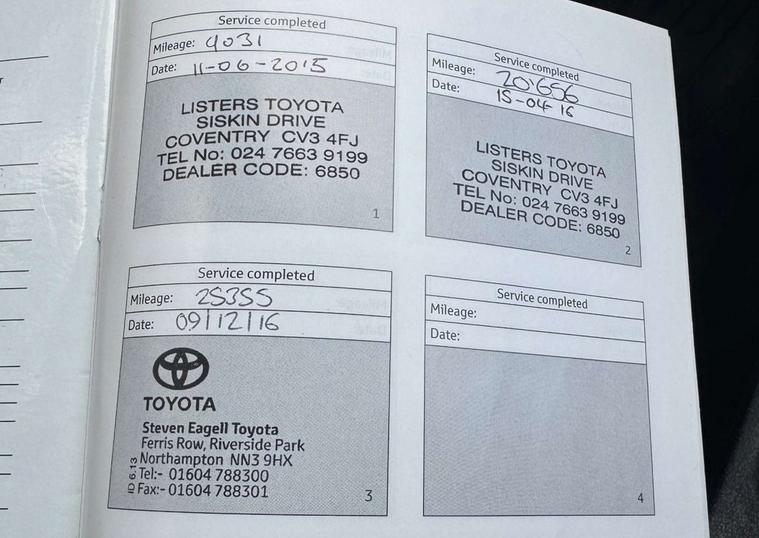 Service completed
Mileage: 4031
Date: 11-06-2015
LISTERS TOYOTA
SISKIN DRIVE
COVENTRY CV3 4FJ
TEL No: 024 7663 9199
DEALER CODE: 6850
1
Service completed
Mileage: 20656
Date: 15-04-16
LISTERS TOYOTA
SISKIN DRIVE
COVENTRY CV3 4FJ
TEL No: 024 7663 9199
DEALER CODE: 6850
2
Service completed
Mileage: 25355
Date: 09/12/16
TOYOTA
Steven Eagell Toyota
Ferris Row, Riverside Park
Northampton NN3 9HX
Tel:- 01604 788300
Fax:- 01604 788301
ID 6.13
3
Service completed
Mileage:
Date:
4